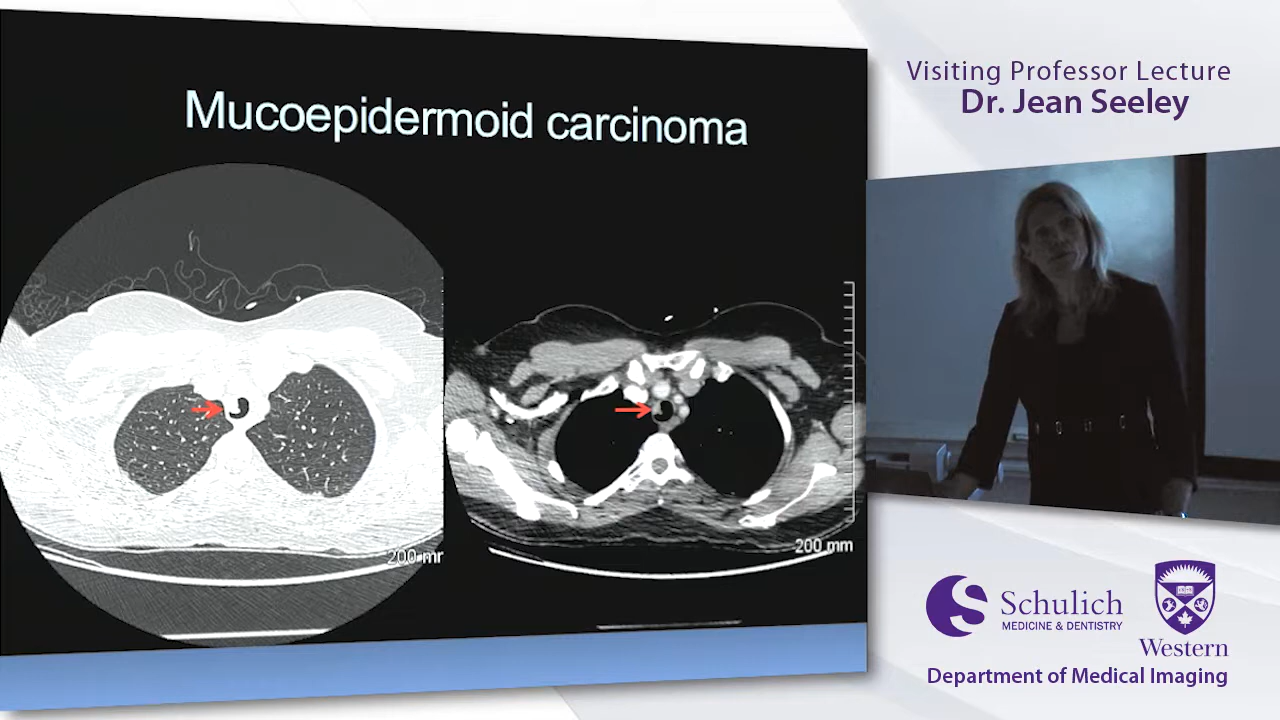 Mucoepidermoid carcinoma
200 mr
200 mm
Visiting Professor Lecture
Dr. Jean Seeley
Schulich
MEDICINE & DENTISTRY
Western
Department of Medical Imaging